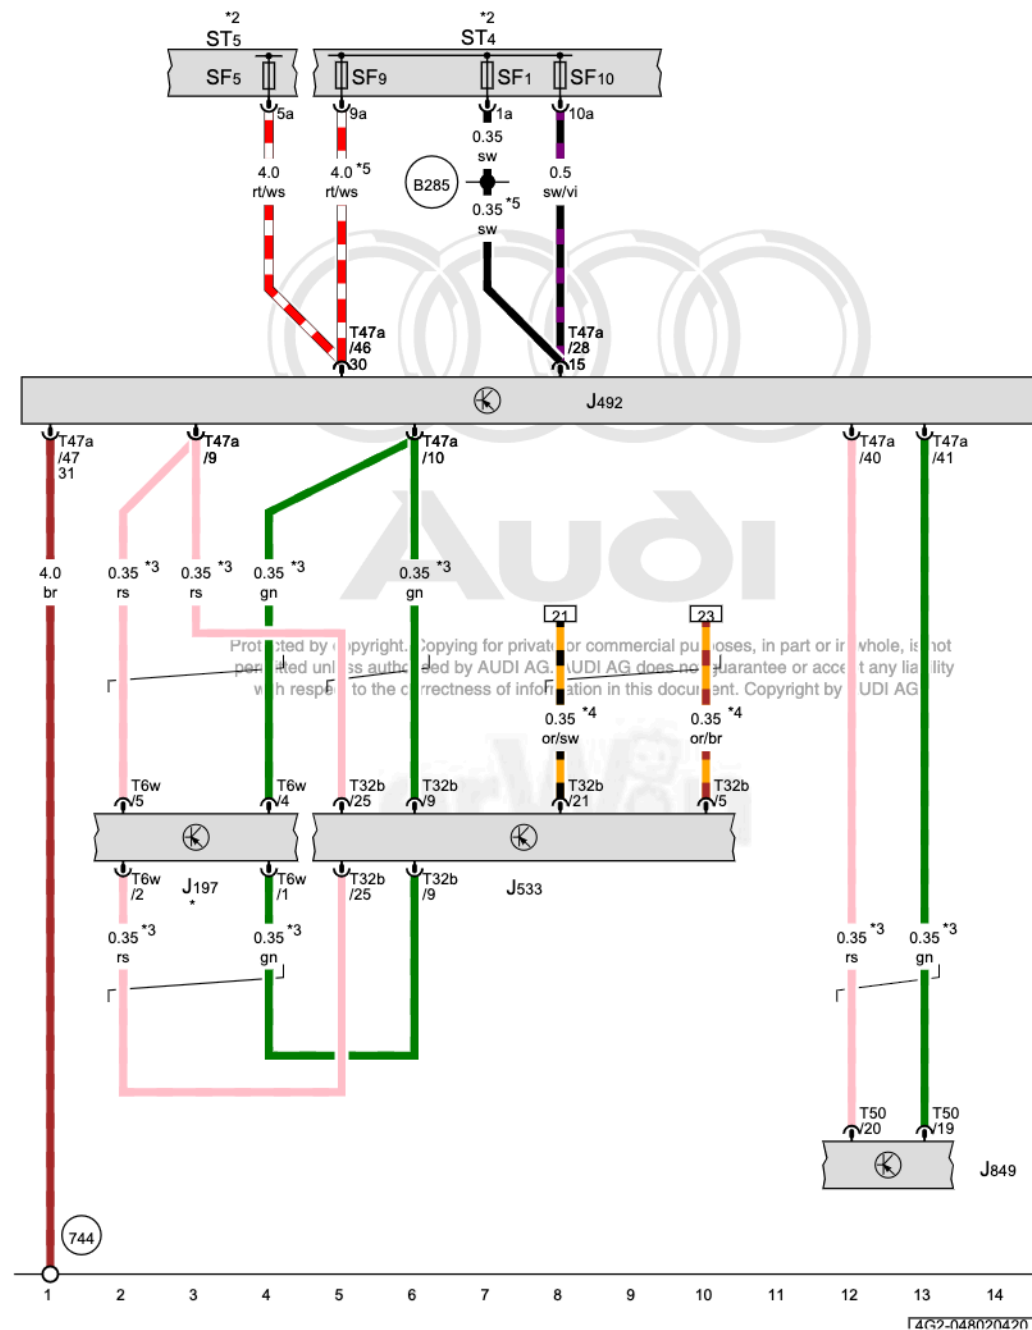 *2
ST5
*2
ST4
SF5
SF9
SF1
SF10
5a
9a
1a
10a
0.35
sw
4.0
rt/ws
4.0 *5
rt/ws
B285
0.5
sw/vi
0.35 *5
sw
T47a
/46
30
T47a
/28
15
J492
T47a
/47
31
T47a
/9
T47a
/10
T47a
/40
T47a
/41
Audi
4.0
br
0.35 *3
rs
0.35 *3
rs
0.35 *3
gn
0.35 *3
gn
21
23
Protected by copyright. Copying for private or commercial purposes, in part or in whole, is not
permitted unless authorised by AUDI AG. AUDI AG does not guarantee or accept any liability
with respect to the correctness of information in this document. Copyright by AUDI AG
0.35 *4
or/sw
0.35 *4
or/br
T6w
/5
T6w
/4
T32b
/25
T32b
/9
T32b
/21
T32b
/5
T6w
/2
J197
*
T6w
/1
T32b
/25
T32b
/9
J533
0.35 *3
rs
0.35 *3
gn
0.35 *3
rs
0.35 *3
gn
T50
/20
T50
/19
J849
744
1 2 3 4 5 6 7 8 9 10 11 12 13 14
4G2-048020420